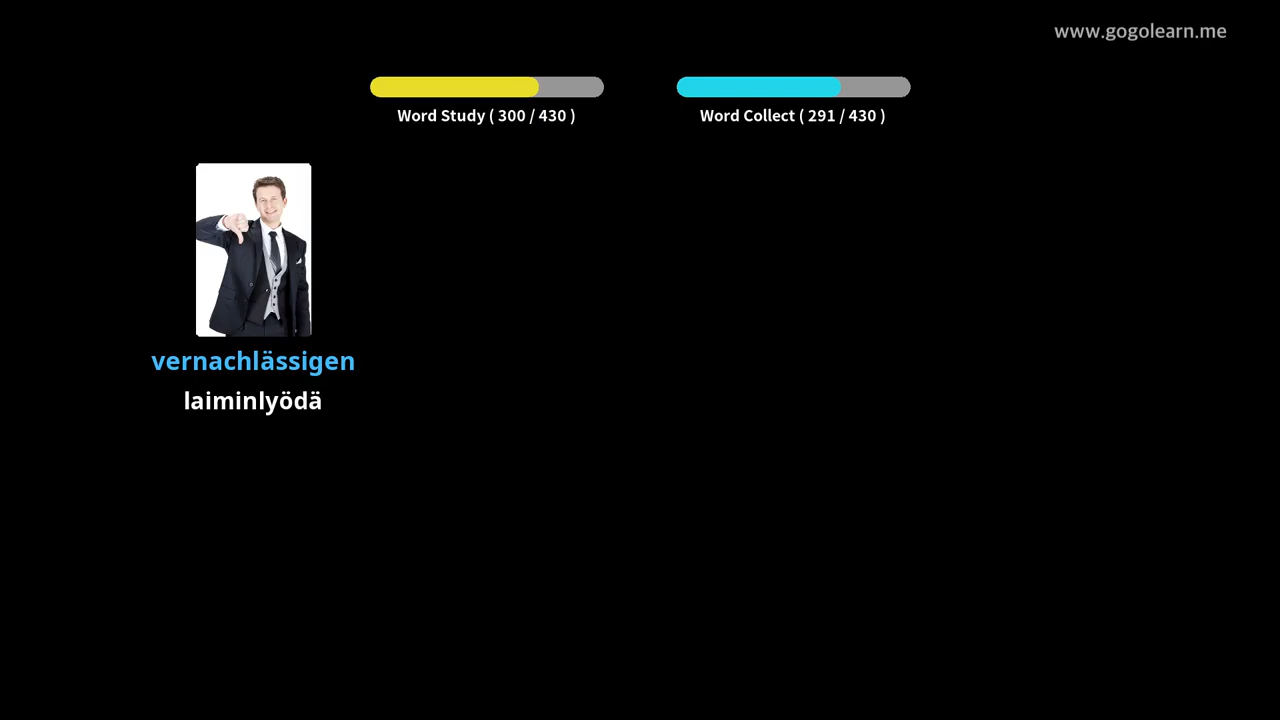 www.gogolearn.me
Word Study ( 300 / 430 )
Word Collect ( 291 / 430 )
vernachlässigen
laiminlyödä